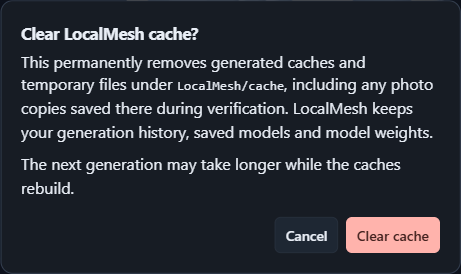 Clear LocalMesh cache?
This permanently removes generated caches and
temporary files under LocalMesh/cache, including any photo
copies saved there during verification. LocalMesh keeps
your generation history, saved models and model weights.
The next generation may take longer while the caches
rebuild.
Cancel
Clear cache